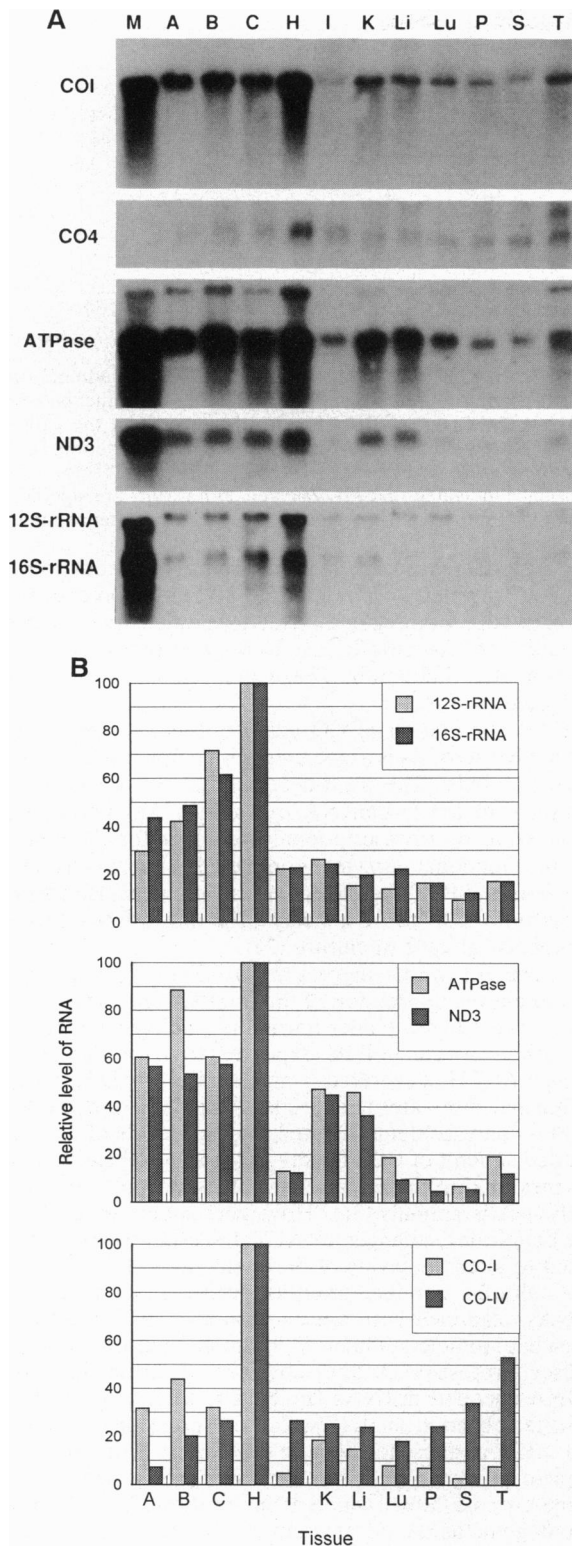 A
M A B C H I K Li Lu P S T
COI
CO4
ATPase
ND3
12S-rRNA
16S-rRNA
B
100
80
60
40
20
0
12S-rRNA
16S-rRNA
Relative level of RNA
100
80
60
40
20
0
ATPase
ND3
100
80
60
40
20
0
CO-I
CO-IV
A B C H I K Li Lu P S T
Tissue